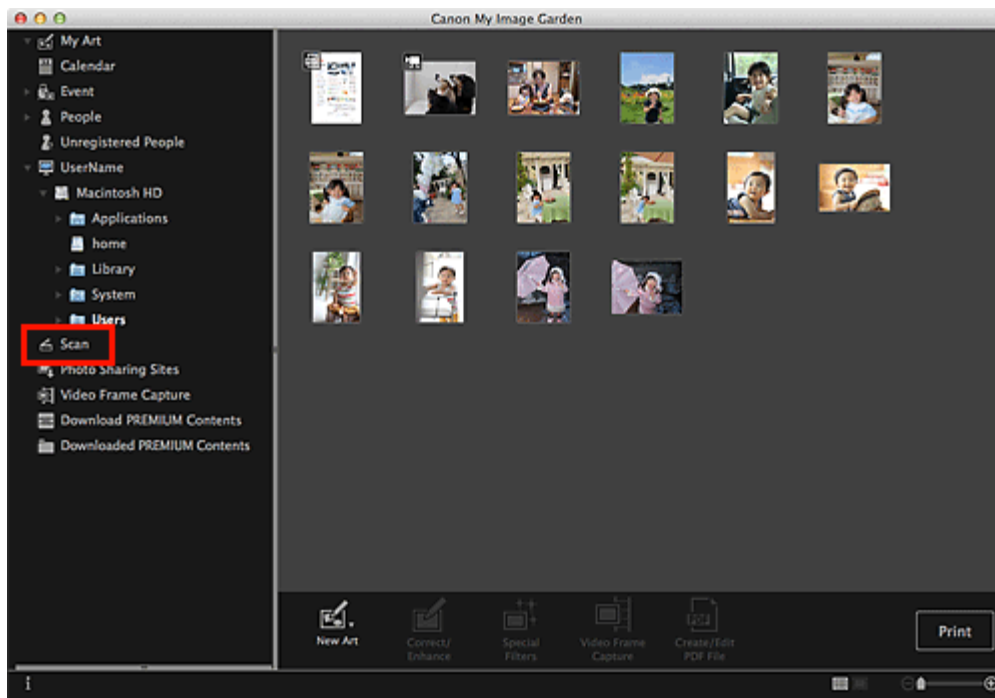 Canon My Image Garden
My Art
Calendar
Event
People
Unregistered People
UserName
Macintosh HD
Applications
home
Library
System
Users
Scan
Photo Sharing Sites
Video Frame Capture
Download PREMIUM Contents
Downloaded PREMIUM Contents
New Art
Correct/
Enhance
Special
Filters
Video Frame
Capture
PDF
Create/Edit
PDF File
Print
i